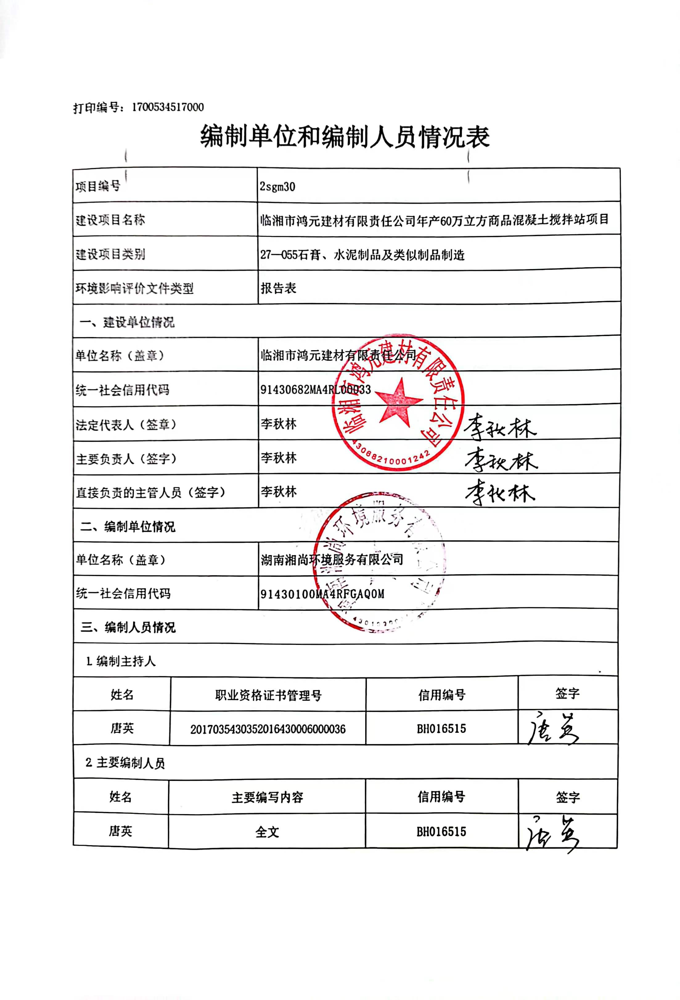 打印编号：1700534517000
编制单位和编制人员情况表
项目编号 2sgm30
建设项目名称 临湘市鸿元建材有限责任公司年产60万立方商品混凝土搅拌站项目
建设项目类别 27—055石膏、水泥制品及类似制品制造
环境影响评价文件类型 报告表
一、建设单位情况
单位名称（盖章） 临湘市鸿元建材有限责任公司
统一社会信用代码 91430682MA4RL00033
法定代表人（签章） 李秋林 李秋林
主要负责人（签字） 李秋林 李秋林
直接负责的主管人员（签字） 李秋林 李秋林
临湘市鸿元建材有限责任公司
43068210001242
二、编制单位情况
单位名称（盖章） 湖南湘尚环境服务有限公司
统一社会信用代码 91430100MA4RFGAQ0M
湖南湘尚环境服务有限公司
三、编制人员情况
1 编制主持人
姓名 职业资格证书管理号 信用编号 签字
唐英 2017035430352016430006000036 BH016515 唐英
2 主要编制人员
姓名 主要编写内容 信用编号 签字
唐英 全文 BH016515 唐英